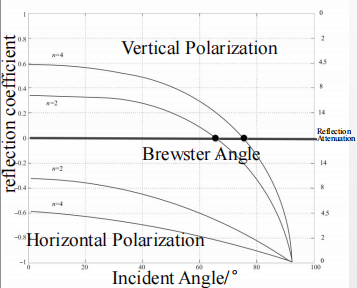 1
0
0.8
Vertical Polarization
2
n=4
0.6
4,5
0.4
n=2
8
0.2
14
reflection coefficient
0
Reflection
Attenuation
Brewster Angle
-0.2
14
n=2
-0.4
8
n=4
-0.6
4,5
Horizontal Polarization
-0.8
2
-1
0
0
20
40
60
80
100
Incident Angle/°